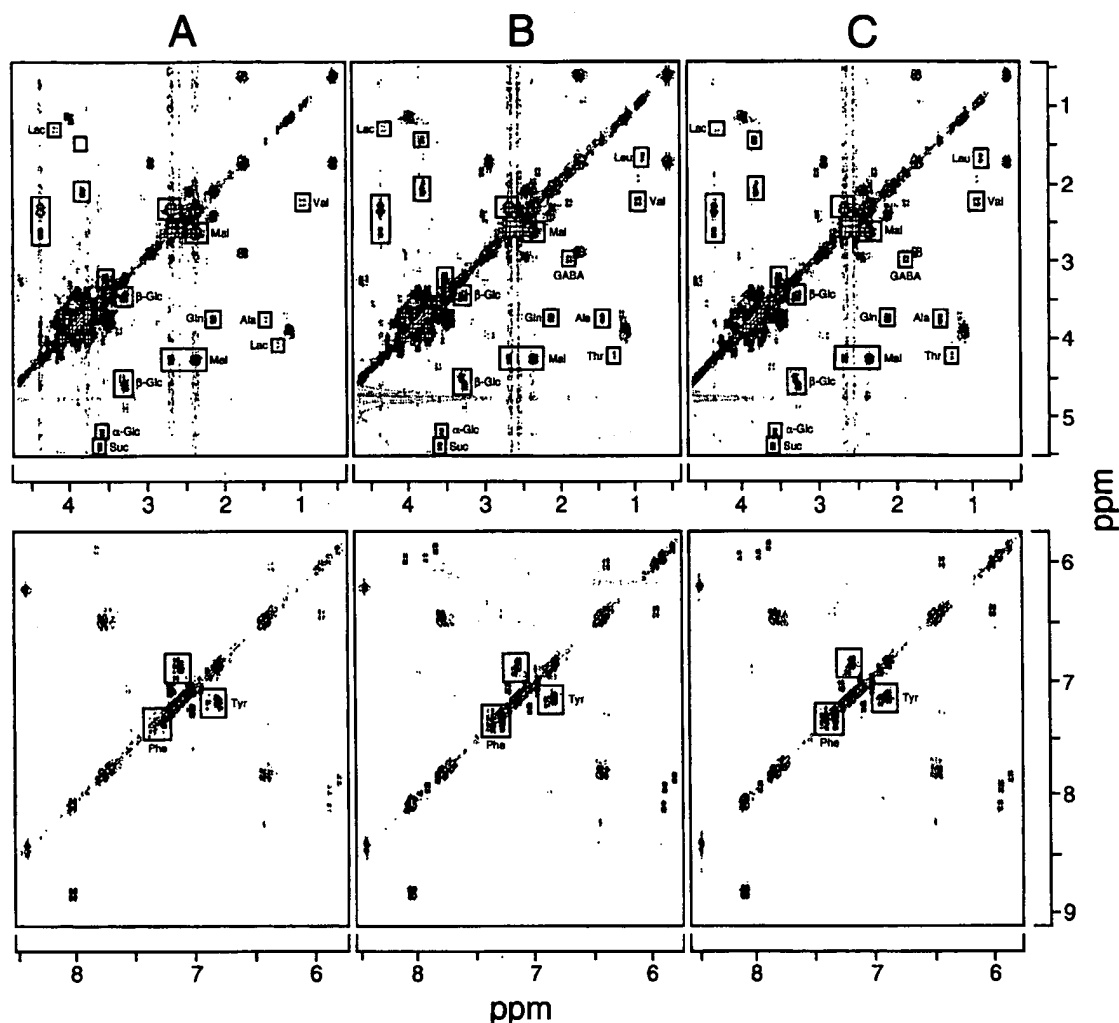 A B C
Lac Lac Lac
1
Leu Leu
2
Val Val Val
Mal Mal Mal
3
GABA GABA
β-Glc β-Glc β-Glc
Gln Ala Gln Ala Gln Ala
4
Lac Thr Thr
Mal Mal
β-Glc β-Glc
5
α-Glc α-Glc
Suc Suc Suc
4 3 2 1 4 3 2 1 4 3 2 1
ppm
6
7
Tyr Tyr Tyr
Phe Phe Phe
8
9
8 7 6 8 7 6 8 7 6
ppm